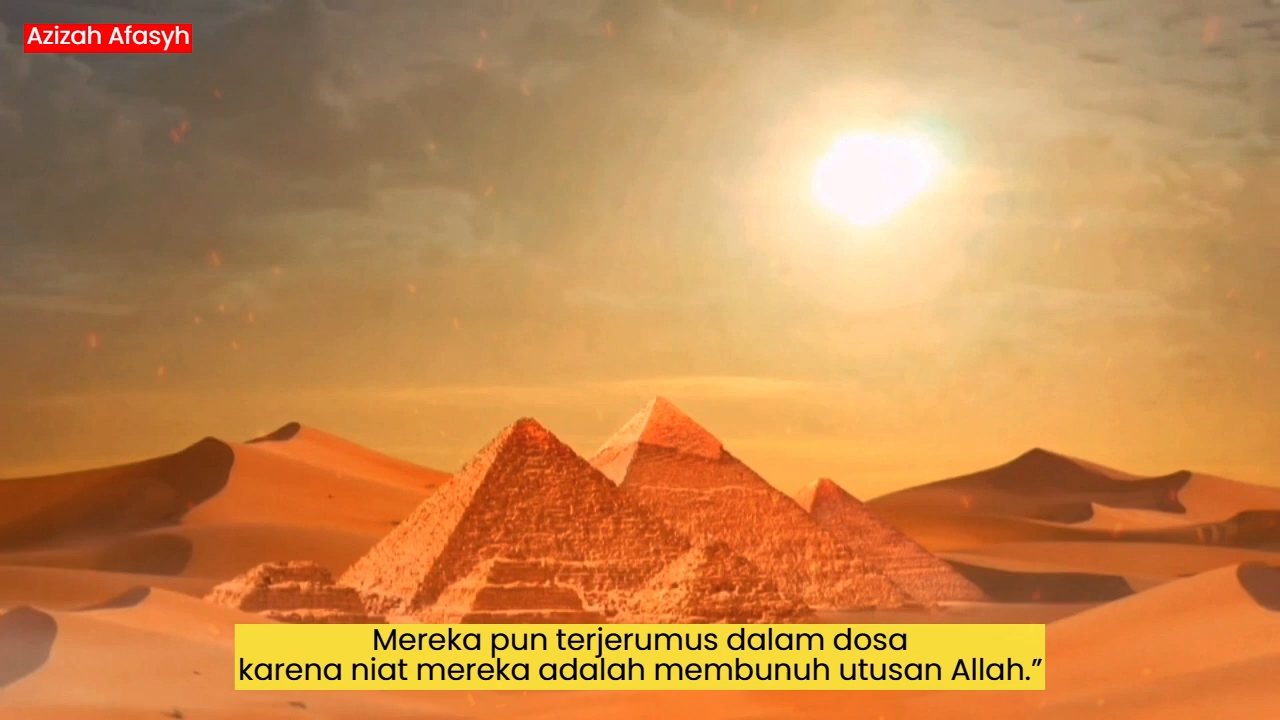 Azizah Afasyh
Mereka pun terjerumus dalam dosa
karena niat mereka adalah membunuh utusan Allah.”